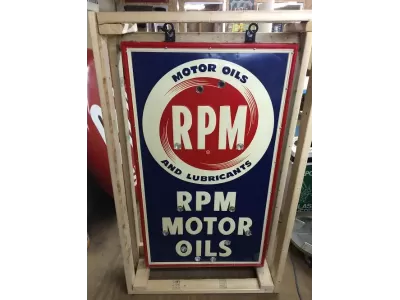 MOTOR OILS
RPM
AND LUBRICANTS
RPM
MOTOR
OILS